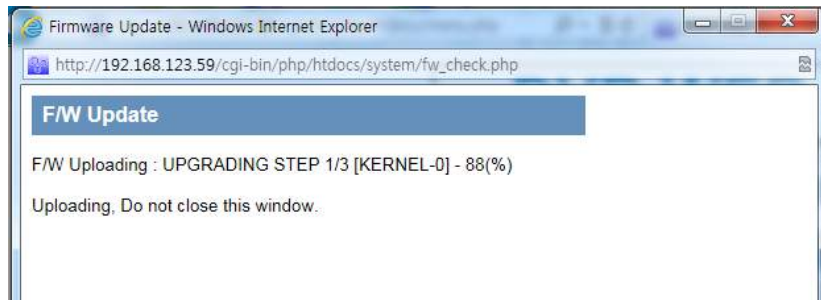 Firmware Update - Windows Internet Explorer
http://192.168.123.59/cgi-bin/php/htdocs/system/fw_check.php
F/W Update
F/W Uploading : UPGRADING STEP 1/3 [KERNEL-0] - 88(%)
Uploading, Do not close this window.